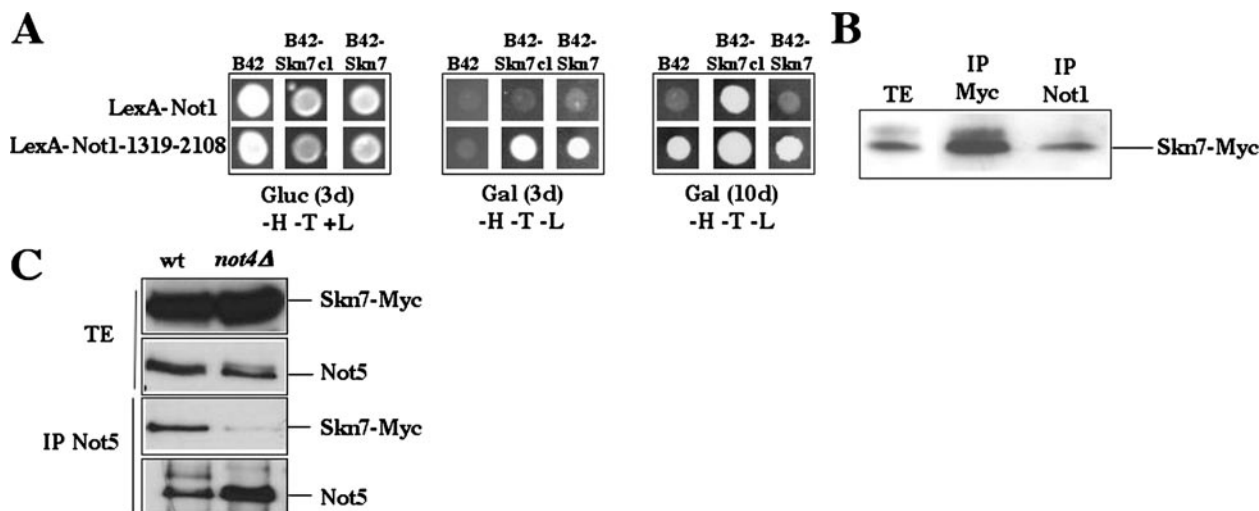 A
B42
B42-
Skn7cl
B42-
Skn7
B42
B42-
Skn7cl
B42-
Skn7
B42
B42-
Skn7cl
B42-
Skn7
LexA-Not1
LexA-Not1-1319-2108
Gluc (3d)
-H -T +L
Gal (3d)
-H -T -L
Gal (10d)
-H -T -L
B
TE
IP
Myc
IP
Not1
Skn7-Myc
C
wt
not4Δ
TE
Skn7-Myc
Not5
IP Not5
Skn7-Myc
Not5